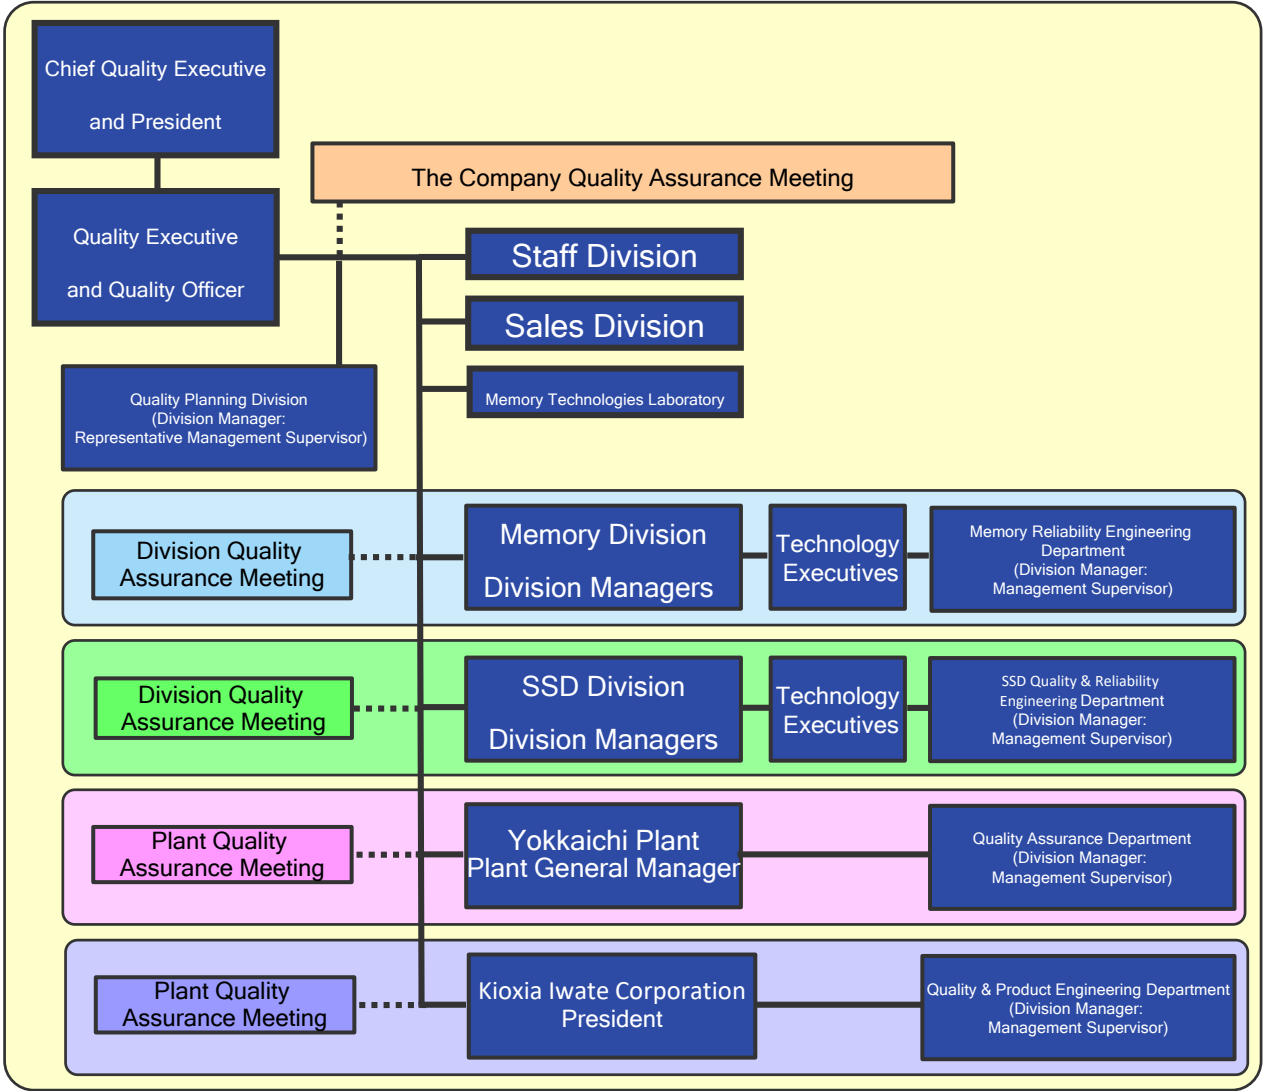 Chief Quality Executive
and President
The Company Quality Assurance Meeting
Quality Executive
and Quality Officer
Staff Division
Sales Division
Memory Technologies Laboratory
Quality Planning Division
(Division Manager:
Representative Management Supervisor)
Division Quality
Assurance Meeting
Memory Division
Division Managers
Technology
Executives
Memory Reliability Engineering
Department
(Division Manager:
Management Supervisor)
Division Quality
Assurance Meeting
SSD Division
Division Managers
Technology
Executives
SSD Quality & Reliability
Engineering Department
(Division Manager:
Management Supervisor)
Plant Quality
Assurance Meeting
Yokkaichi Plant
Plant General Manager
Quality Assurance Department
(Division Manager:
Management Supervisor)
Plant Quality
Assurance Meeting
Kioxia Iwate Corporation
President
Quality & Product Engineering Department
(Division Manager:
Management Supervisor)